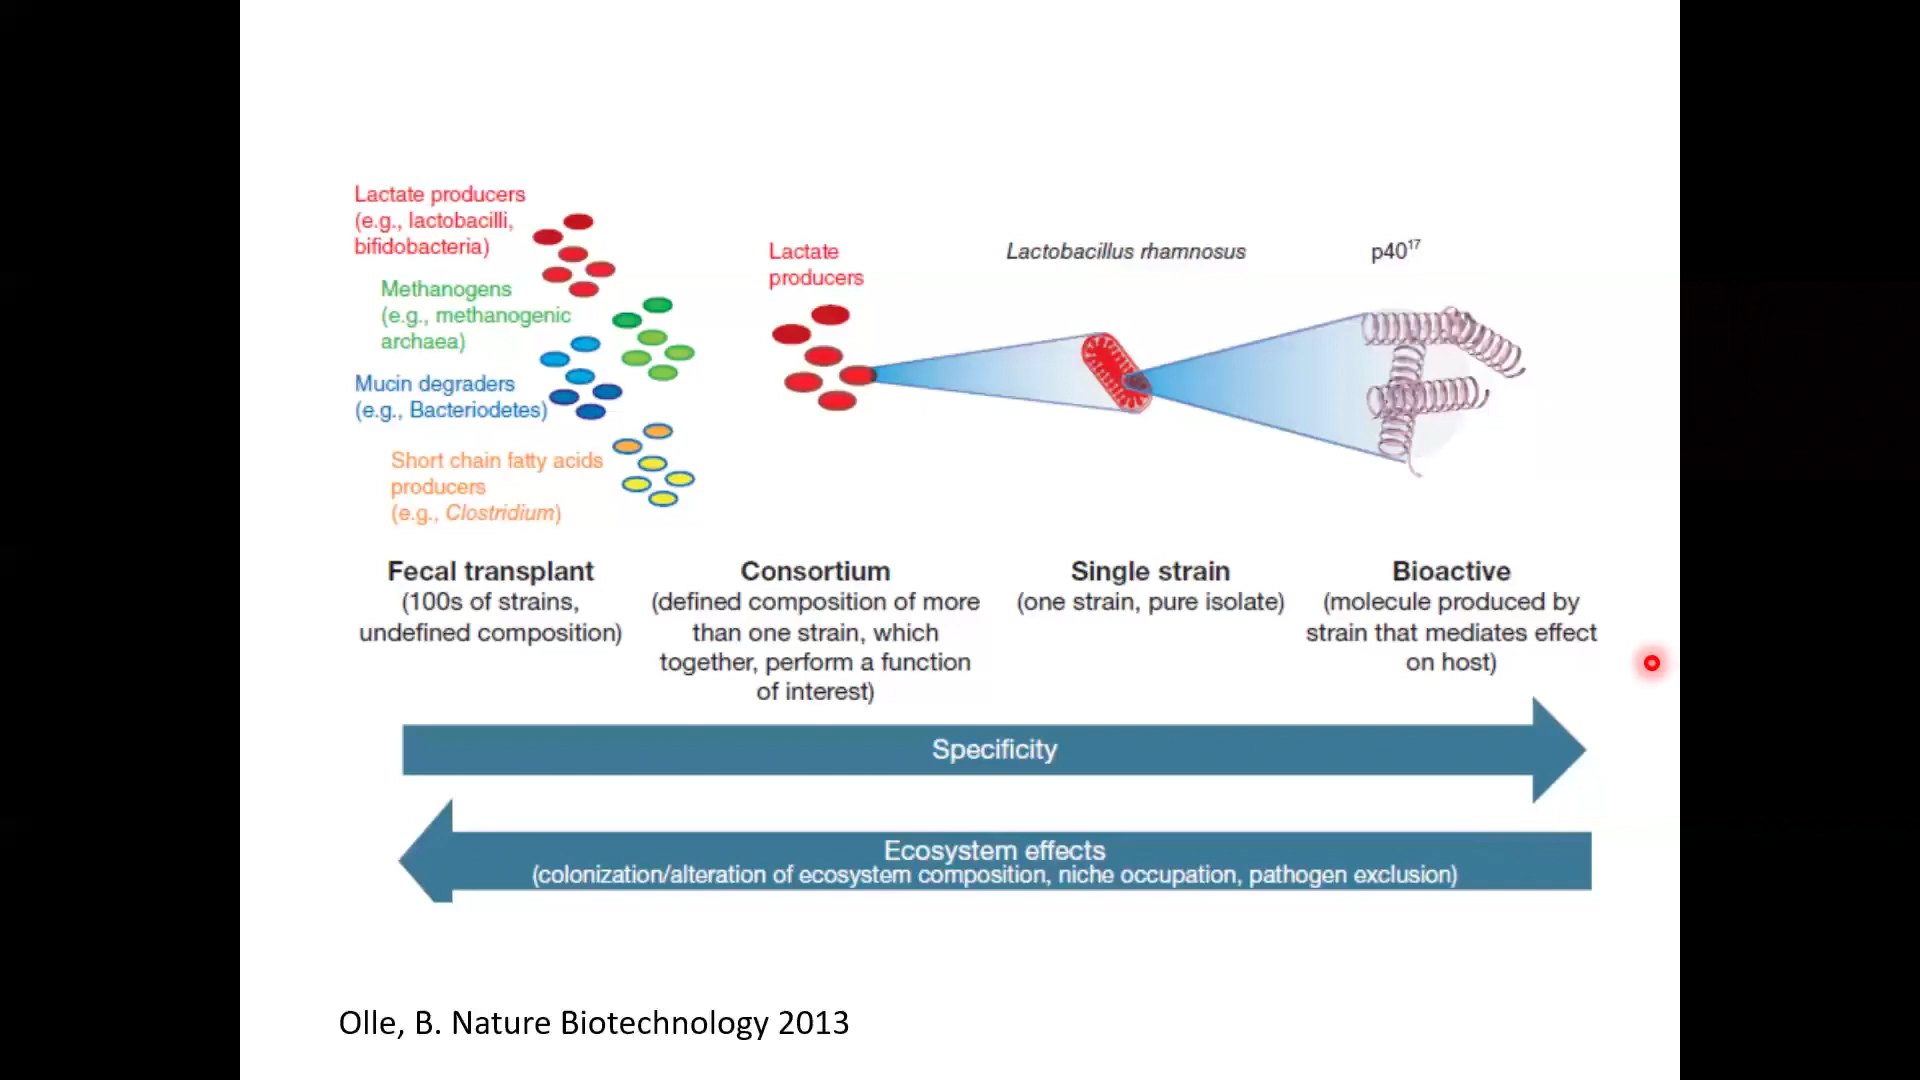 Lactate producers
(e.g., lactobacilli,
bifidobacteria)
Methanogens
(e.g., methanogenic
archaea)
Mucin degraders
(e.g., Bacteriodetes)
Short chain fatty acids
producers
(e.g., Clostridium)
Lactate
producers
Lactobacillus rhamnosus
p40¹⁷
Fecal transplant
(100s of strains,
undefined composition)
Consortium
(defined composition of more
than one strain, which
together, perform a function
of interest)
Single strain
(one strain, pure isolate)
Bioactive
(molecule produced by
strain that mediates effect
on host)
Specificity
Ecosystem effects
(colonization/alteration of ecosystem composition, niche occupation, pathogen exclusion)
Olle, B. Nature Biotechnology 2013